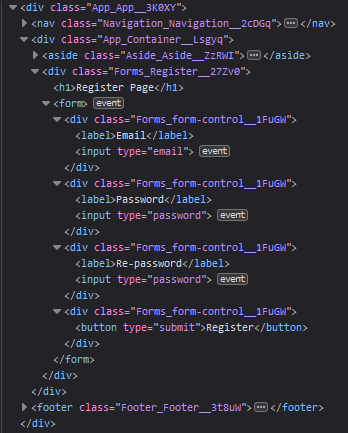 <div class="App_App__3K0XY">
<nav class="Navigation_Navigation__2cDGq"> ••• </nav>
<div class="App_Container__Lsgyq">
<aside class="Aside_Aside__ZzRWI"> ••• </aside>
<div class="Forms_Register__27Zv0">
<h1>Register Page</h1>
<form> event
<div class="Forms_form-control__1FuGW">
<label>Email</label>
<input type="email"> event
</div>
<div class="Forms_form-control__1FuGW">
<label>Password</label>
<input type="password"> event
</div>
<div class="Forms_form-control__1FuGW">
<label>Re-password</label>
<input type="password"> event
</div>
<div class="Forms_form-control__1FuGW">
<button type="submit">Register</button>
</div>
</form>
</div>
</div>
<footer class="Footer_Footer__3t8uW"> ••• </footer>
</div>